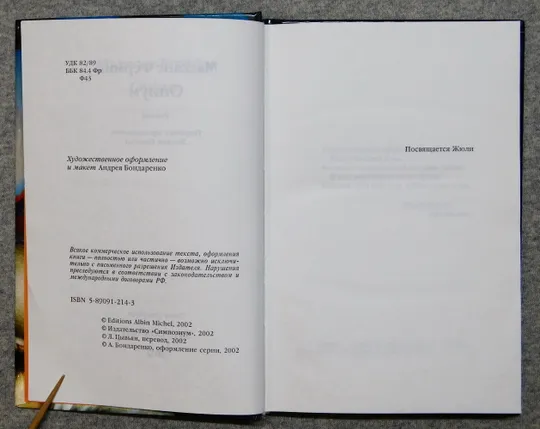 УДК 82/89
ББК 84.4 Фр.
Ф45
Художественное оформление
и макет Андрея Бондаренко
Всякое коммерческое использование текста, оформления
книги — полностью или частично — возможно исключи-
тельно с письменного разрешения Издателя. Нарушения
преследуются в соответствии с законодательством и
международными договорами РФ.
ISBN 5-89091-214-3
© Editions Albin Michel, 2002
© Издательство «Симпозиум», 2002
© Л. Цывьян, перевод, 2002
© А. Бондаренко, оформление серии, 2002
Посвящается Жюли